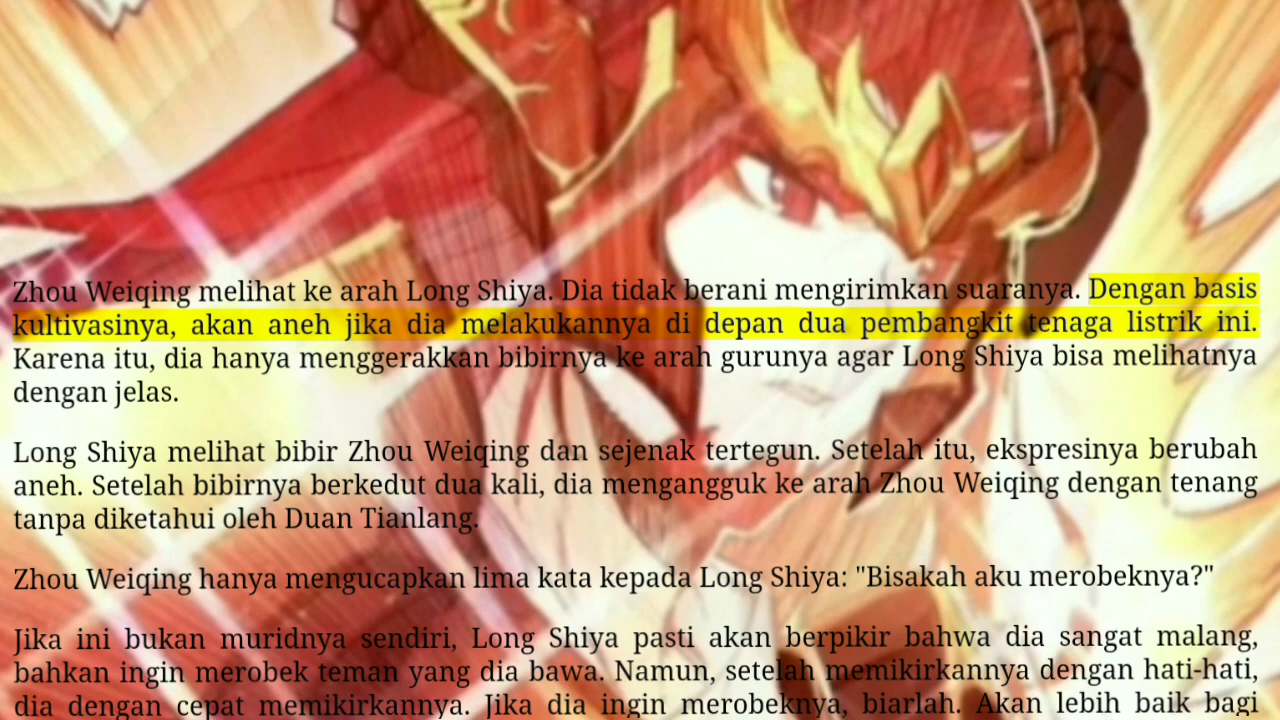 Zhou Weiqing melihat ke arah Long Shiya. Dia tidak berani mengirimkan suaranya. Dengan basis
kultivasinya, akan aneh jika dia melakukannya di depan dua pembangkit tenaga listrik ini.
Karena itu, dia hanya menggerakkan bibirnya ke arah gurunya agar Long Shiya bisa melihatnya
dengan jelas.
Long Shiya melihat bibir Zhou Weiqing dan sejenak tertegun. Setelah itu, ekspresinya berubah
aneh. Setelah bibirnya berkedut dua kali, dia mengangguk ke arah Zhou Weiqing dengan tenang
tanpa diketahui oleh Duan Tianlang.
Zhou Weiqing hanya mengucapkan lima kata kepada Long Shiya: "Bisakah aku merobeknya?"
Jika ini bukan muridnya sendiri, Long Shiya pasti akan berpikir bahwa dia sangat malang,
bahkan ingin merobek teman yang dia bawa. Namun, setelah memikirkannya dengan hati-hati,
dia dengan cepat memikirkannya. Jika dia ingin merobeknya, biarlah. Akan lebih baik bagi